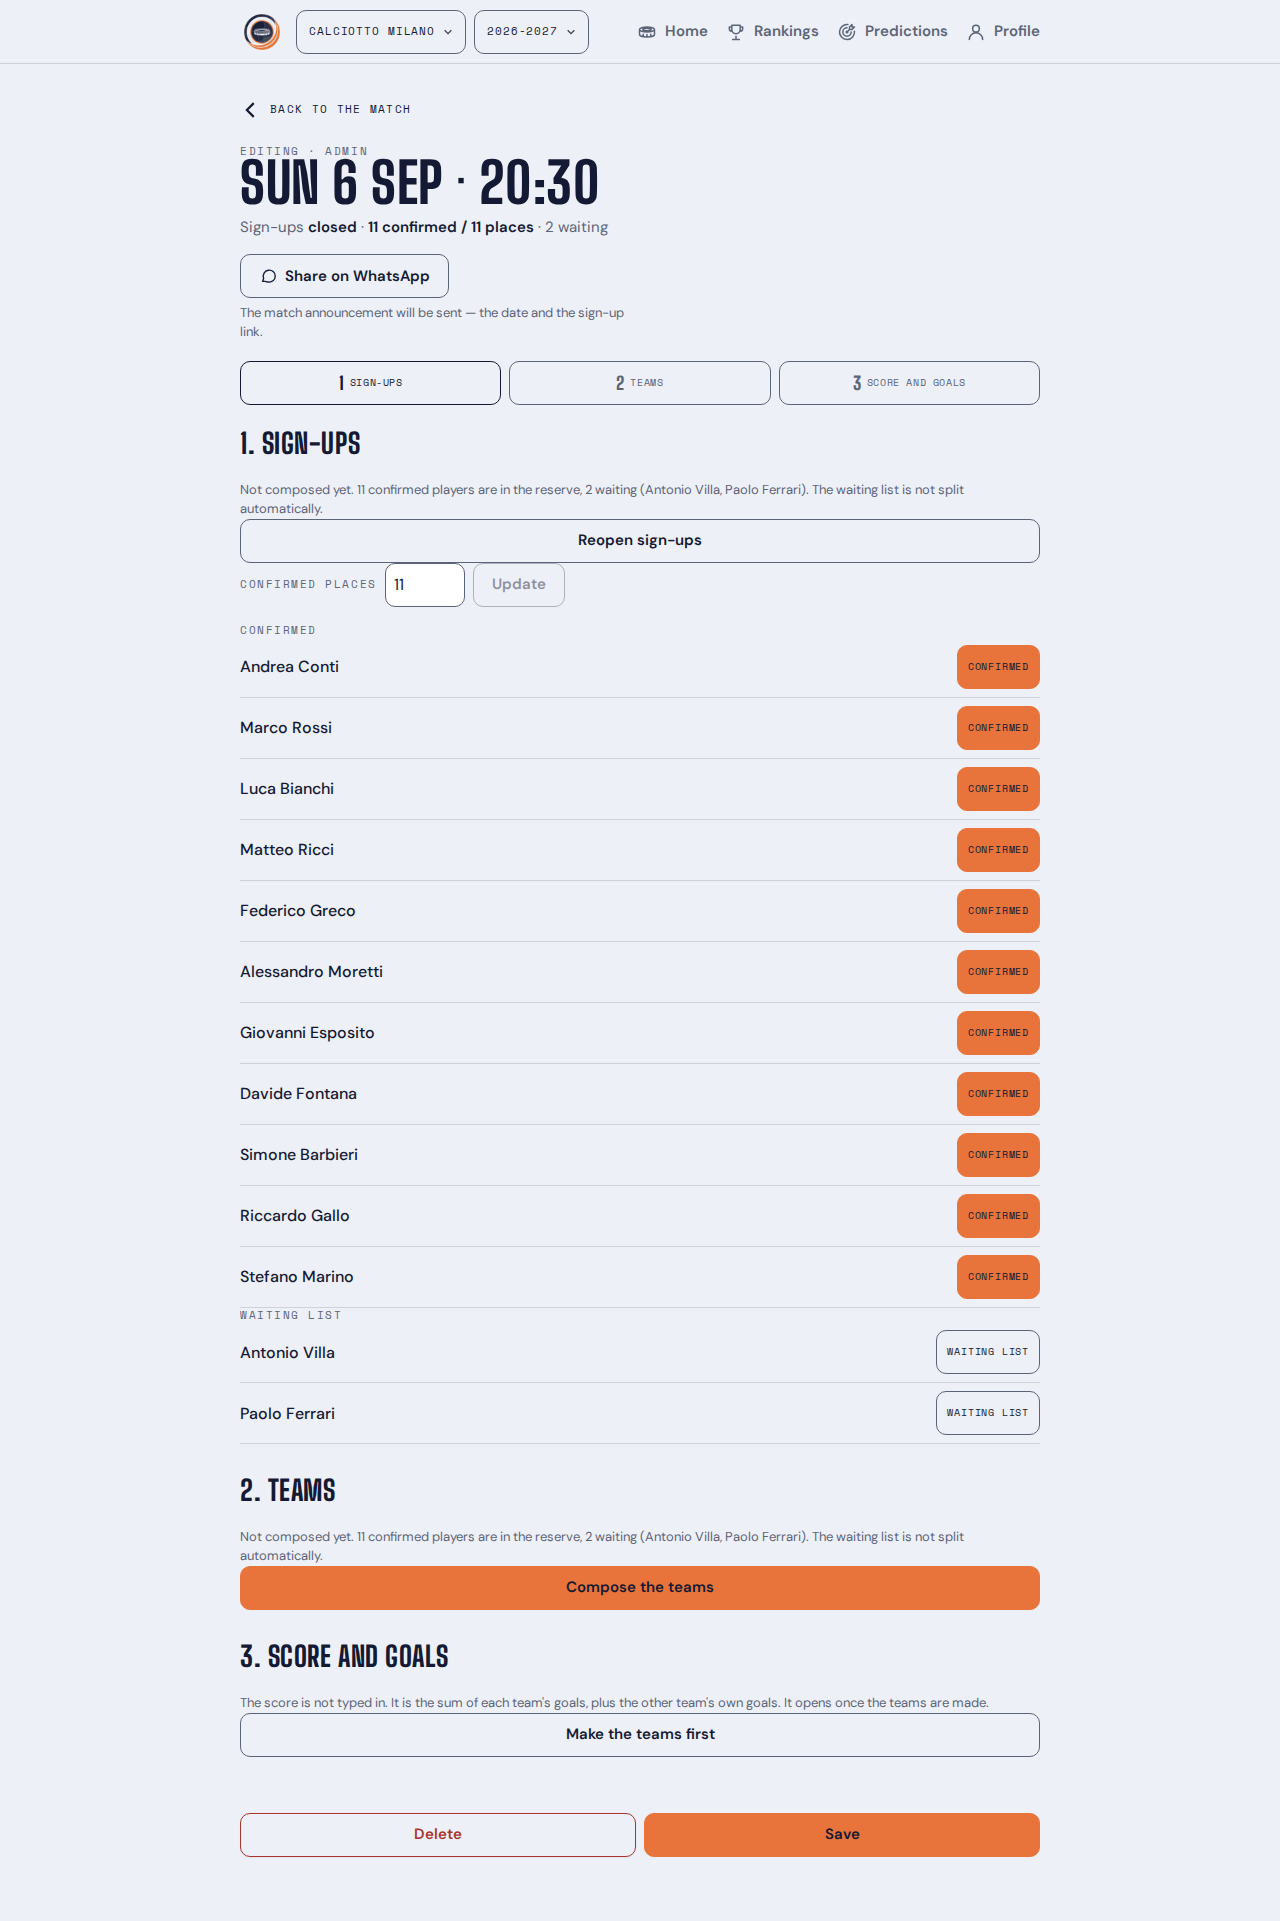 CALCIOTTO MILANO
2026-2027
Home
Rankings
Predictions
Profile
BACK TO THE MATCH
EDITING · ADMIN
SUN 6 SEP · 20:30
Sign-ups closed · 11 confirmed / 11 places · 2 waiting
Share on WhatsApp
The match announcement will be sent — the date and the sign-up
link.
1 SIGN-UPS
2 TEAMS
3 SCORE AND GOALS
1. SIGN-UPS
Not composed yet. 11 confirmed players are in the reserve, 2 waiting (Antonio Villa, Paolo Ferrari). The waiting list is not split
automatically.
Reopen sign-ups
CONFIRMED PLACES 11 Update
CONFIRMED
Andrea Conti CONFIRMED
Marco Rossi CONFIRMED
Luca Bianchi CONFIRMED
Matteo Ricci CONFIRMED
Federico Greco CONFIRMED
Alessandro Moretti CONFIRMED
Giovanni Esposito CONFIRMED
Davide Fontana CONFIRMED
Simone Barbieri CONFIRMED
Riccardo Gallo CONFIRMED
Stefano Marino CONFIRMED
WAITING LIST
Antonio Villa WAITING LIST
Paolo Ferrari WAITING LIST
2. TEAMS
Not composed yet. 11 confirmed players are in the reserve, 2 waiting (Antonio Villa, Paolo Ferrari). The waiting list is not split
automatically.
Compose the teams
3. SCORE AND GOALS
The score is not typed in. It is the sum of each team's goals, plus the other team's own goals. It opens once the teams are made.
Make the teams first
Delete
Save